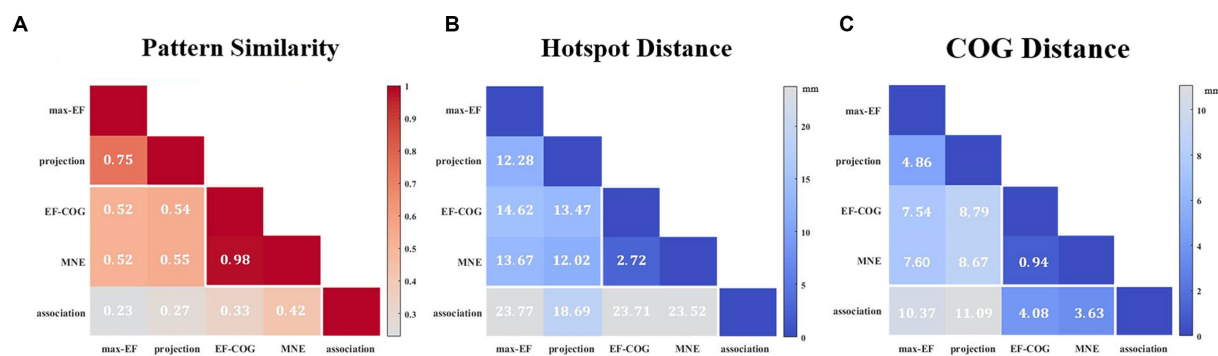 A
Pattern Similarity
max-EF
projection
0.75
EF-COG
0.52 0.54
MNE
0.52 0.55 0.98
association
0.23 0.27 0.33 0.42
max-EF projection EF-COG MNE association
1
0.9
0.8
0.7
0.6
0.5
0.4
0.3
B
Hotspot Distance
max-EF
projection
12.28
EF-COG
14.62 13.47
MNE
13.67 12.02 2.72
association
23.77 18.69 23.71 23.52
max-EF projection EF-COG MNE association
mm
20
15
10
5
0
C
COG Distance
max-EF
projection
4.86
EF-COG
7.54 8.79
MNE
7.60 8.67 0.94
association
10.37 11.09 4.08 3.63
max-EF projection EF-COG MNE association
mm
10
8
6
4
2
0